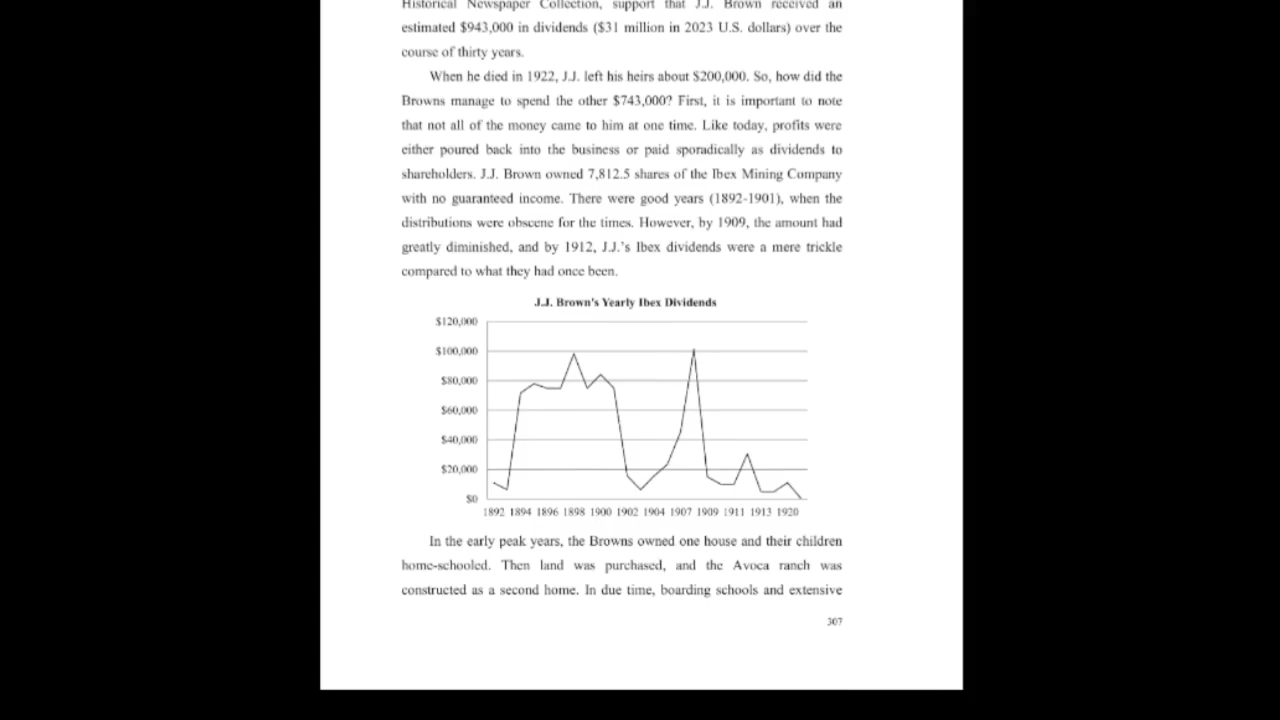 Historical Newspaper Collection, support that J.J. Brown received an
estimated $943,000 in dividends ($31 million in 2023 U.S. dollars) over the
course of thirty years.
When he died in 1922, J.J. left his heirs about $200,000. So, how did the
Browns manage to spend the other $743,000? First, it is important to note
that not all of the money came to him at one time. Like today, profits were
either poured back into the business or paid sporadically as dividends to
shareholders. J.J. Brown owned 7,812.5 shares of the Ibex Mining Company
with no guaranteed income. There were good years (1892-1901), when the
distributions were obscene for the times. However, by 1909, the amount had
greatly diminished, and by 1912, J.J.'s Ibex dividends were a mere trickle
compared to what they had once been.
J.J. Brown's Yearly Ibex Dividends
$120,000
$100,000
$80,000
$60,000
$40,000
$20,000
$0
1892 1894 1896 1898 1900 1902 1904 1907 1909 1911 1913 1920
In the early peak years, the Browns owned one house and their children
home-schooled. Then land was purchased, and the Avoca ranch was
constructed as a second home. In due time, boarding schools and extensive
307